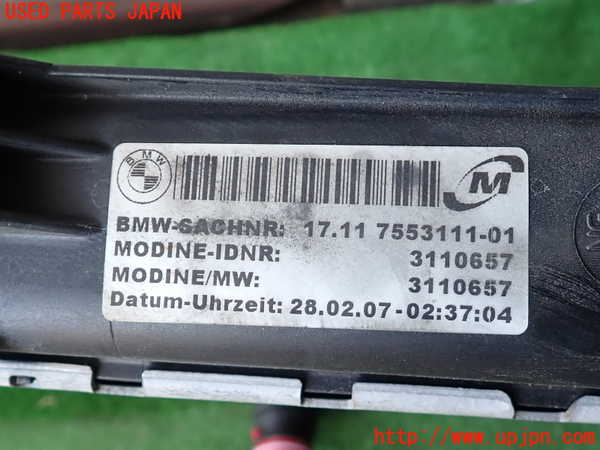 USED PARTS JAPAN
BMW
M
BMW-SACHNR: 17.11 7553111-01
MODINE-IDNR: 3110657
MODINE/MW: 3110657
Datum-Uhrzeit: 28.02.07-02:37:04
http://www.upjpn.com/